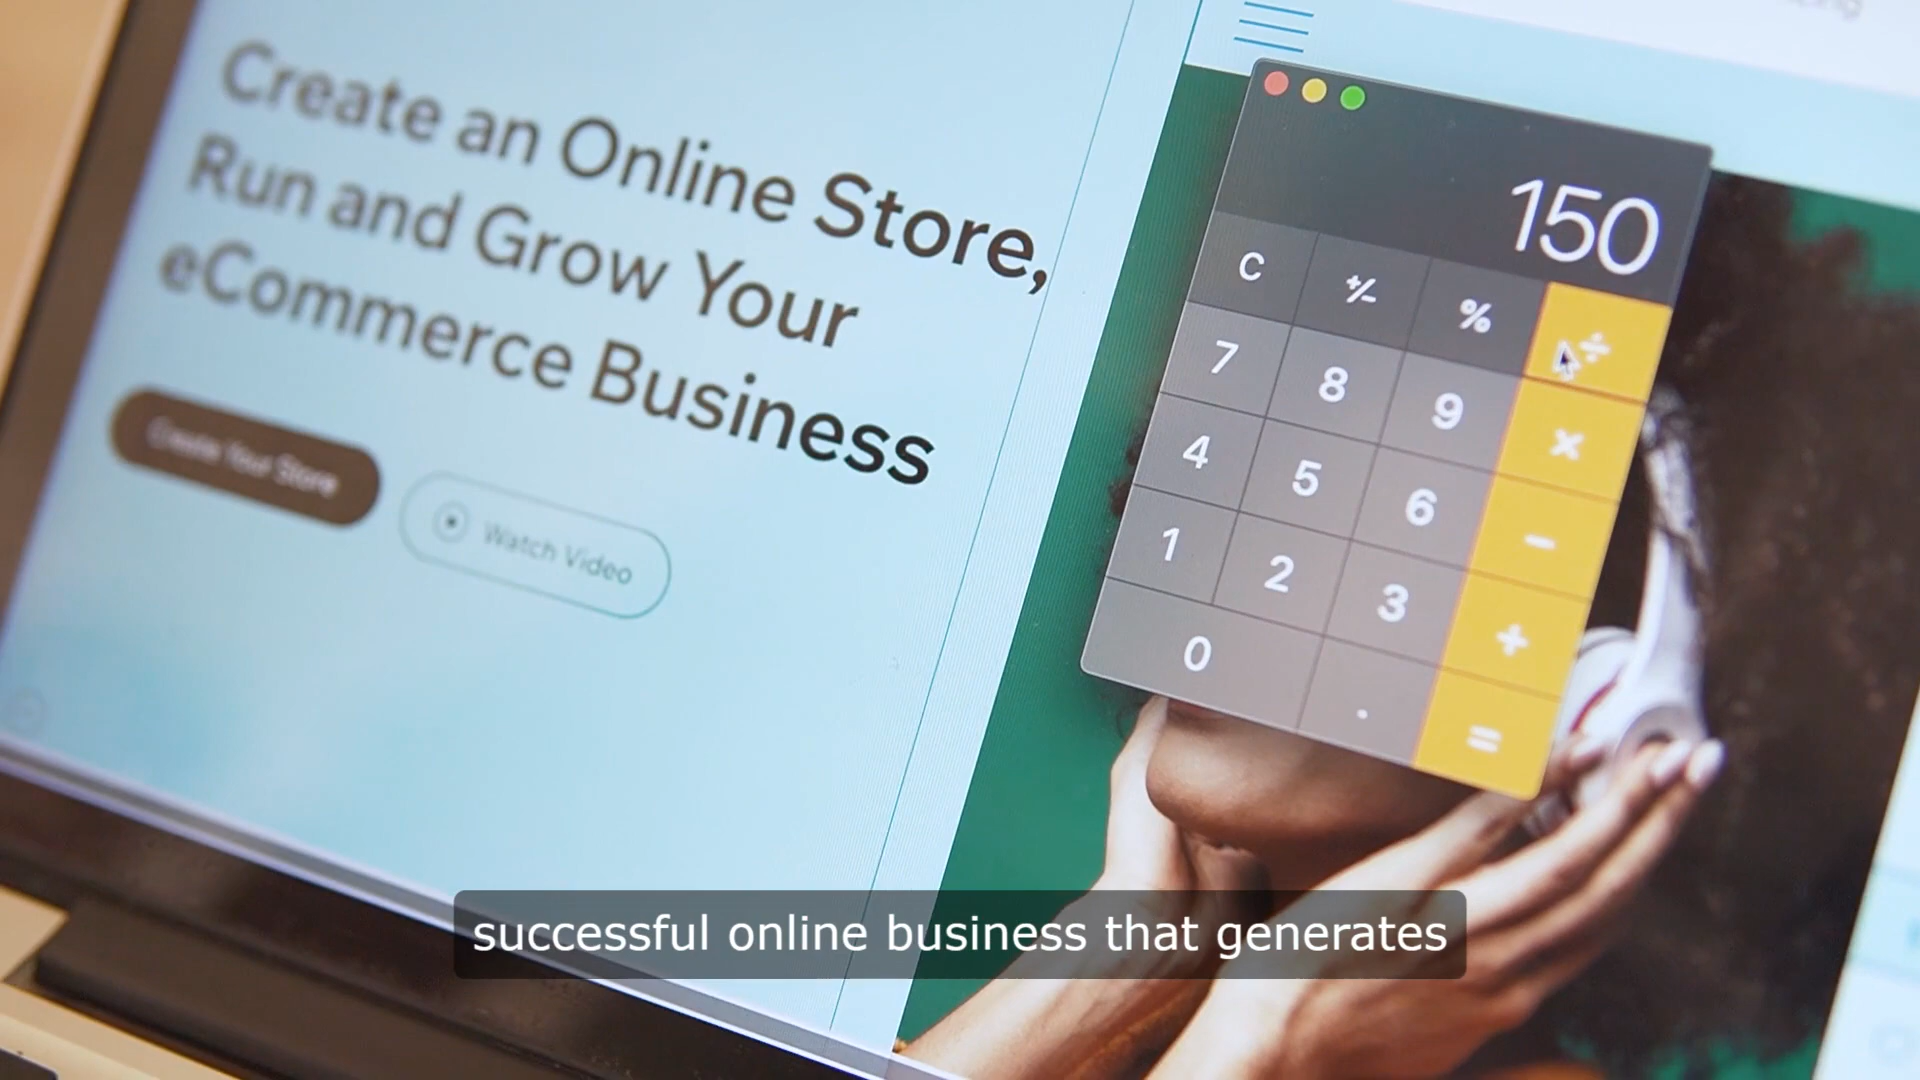 Create an Online Store,
Run and Grow Your
eCommerce Business
Create Your Store
Watch Video
150
C +/- % ÷
7 8 9 ×
4 5 6 −
1 2 3 +
0 . =
successful online business that generates